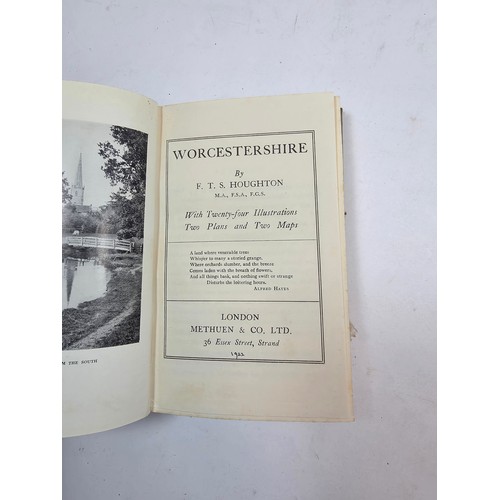 M THE SOUTH
WORCESTERSHIRE
By
F. T. S. HOUGHTON
M.A., F.S.A., F.G.S.
With Twenty-four Illustrations
Two Plans and Two Maps
A land where venerable trees
Whisper to many a storied grange,
Where orchards slumber, and the breeze
Comes laden with the breath of flowers,
And all things bask, and nothing swift or strange
Disturbs the loitering hours.
ALFRED HAYES
LONDON
METHUEN & CO. LTD.
36 Essex Street, Strand
1922